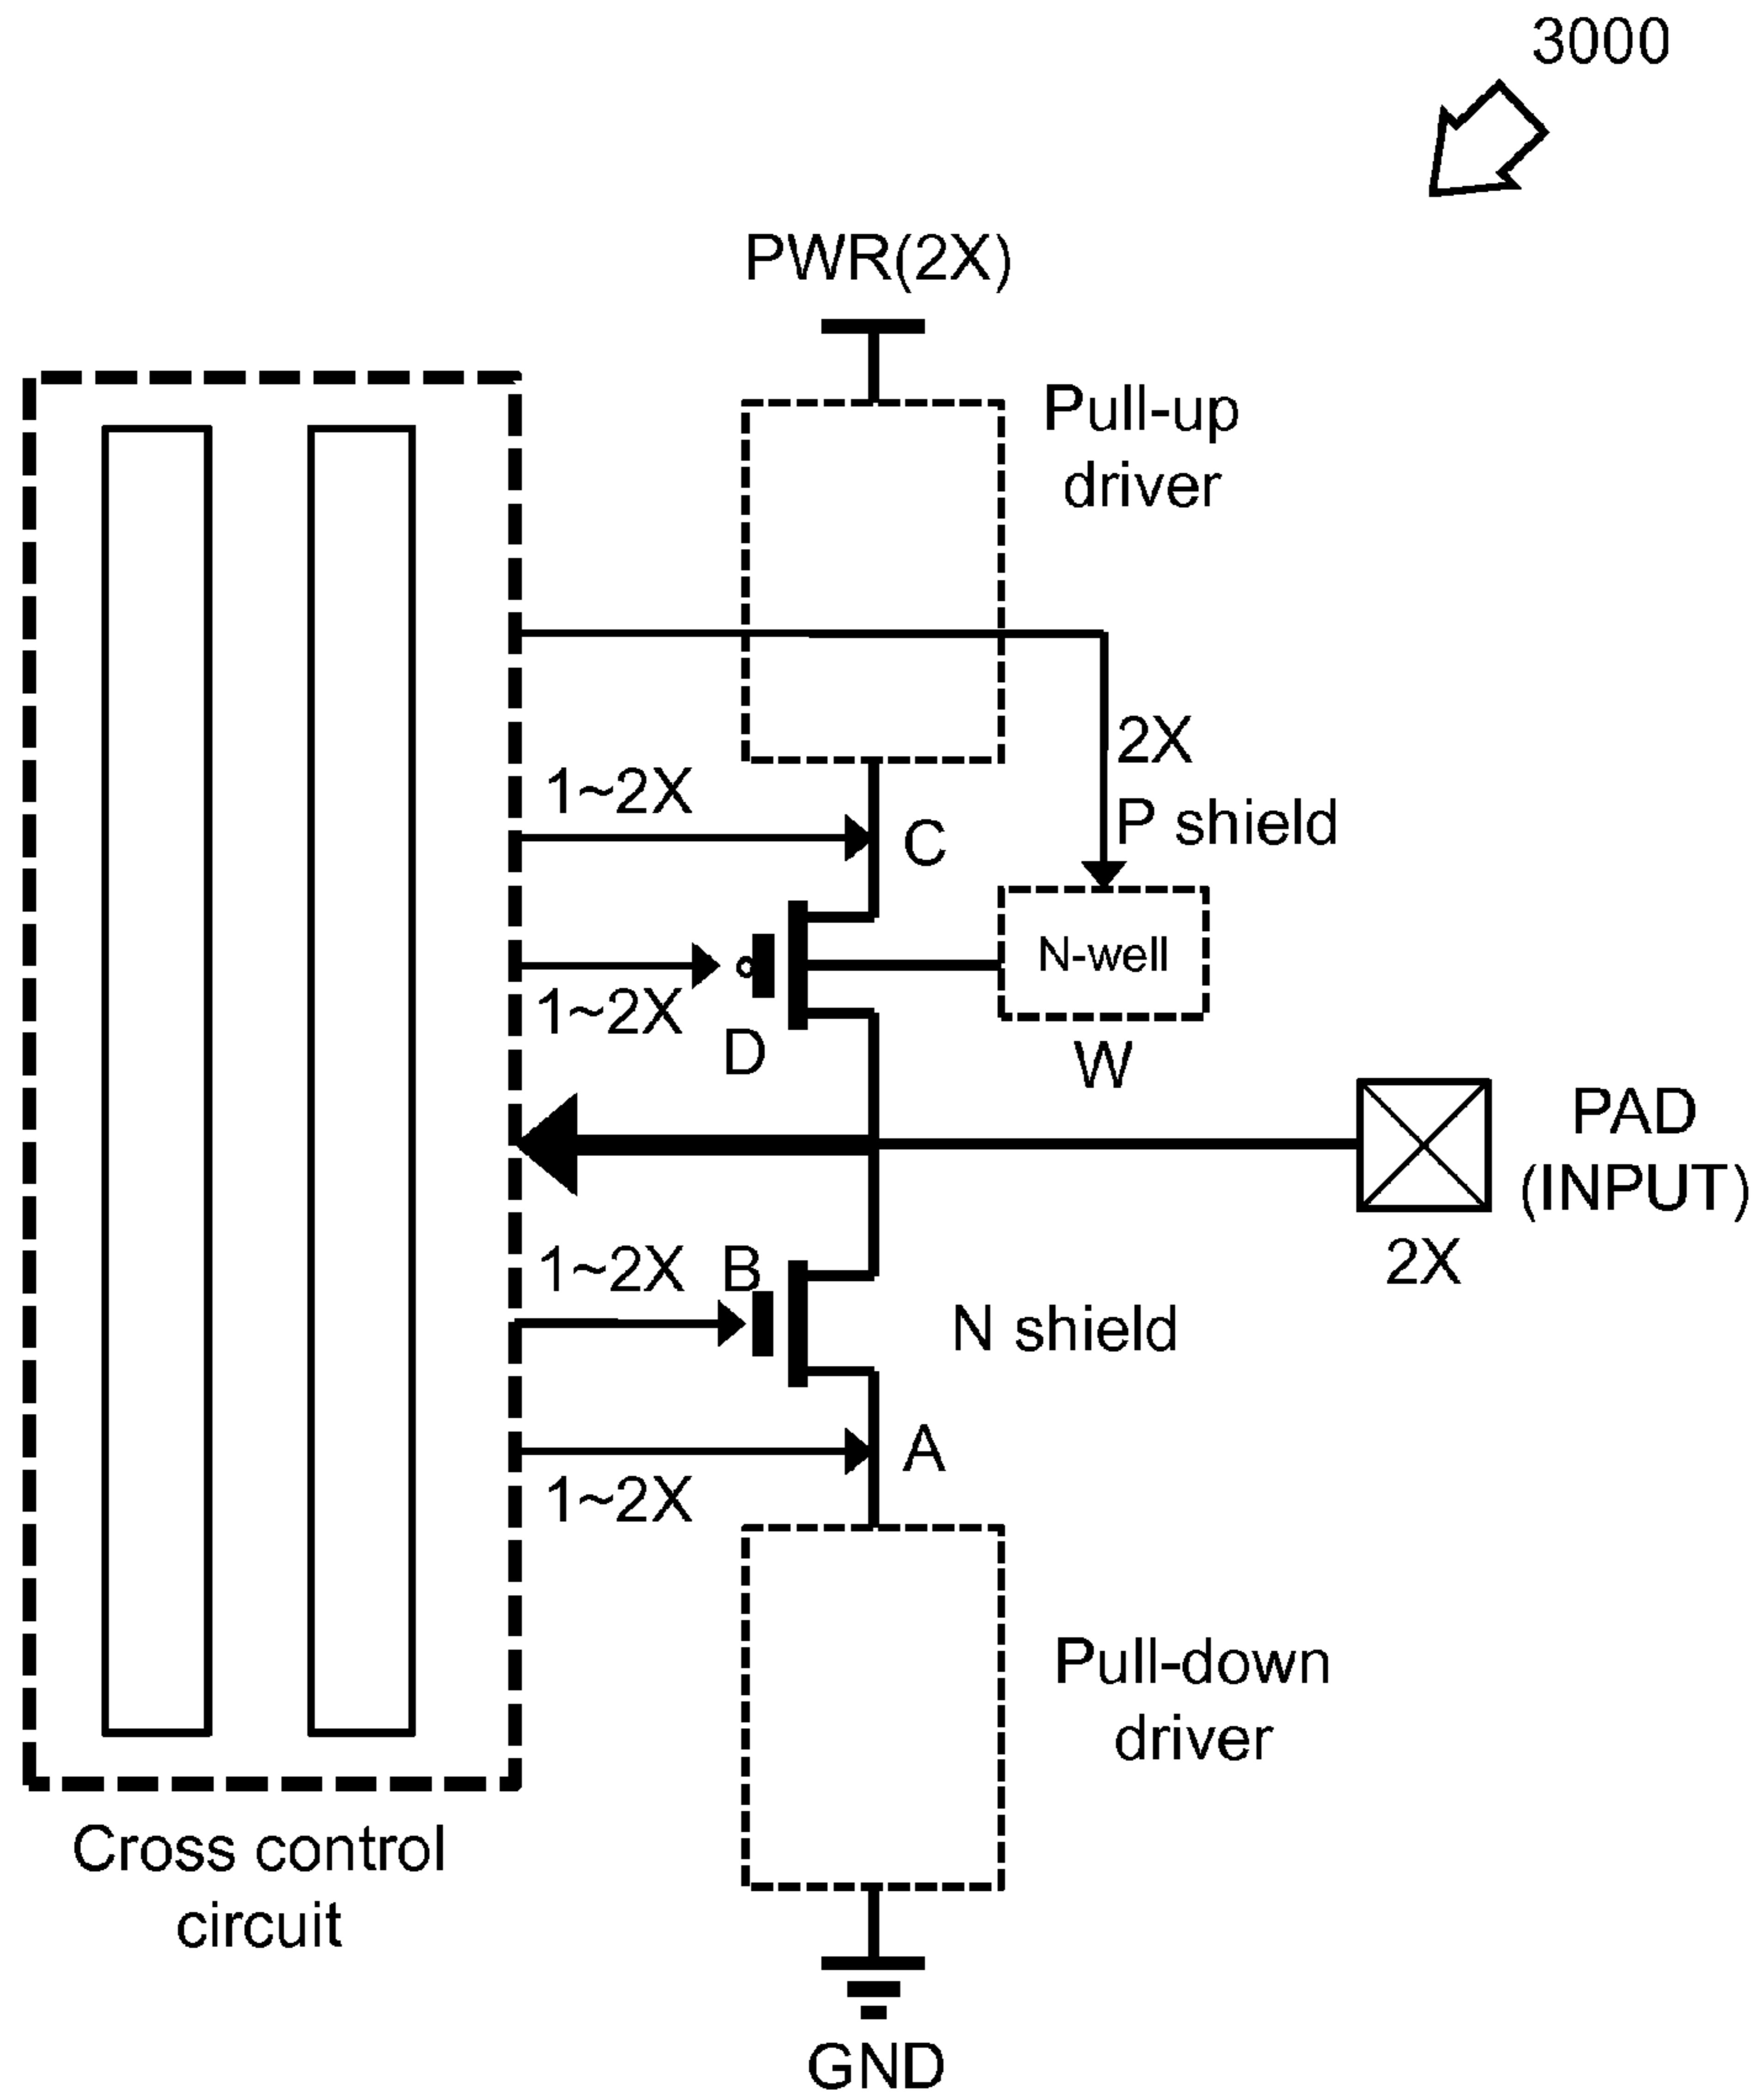 3000
PWR(2X)
Pull-up
driver
2X
1~2X
P shield
C
N-well
1~2X
D
W
PAD
(INPUT)
2X
1~2X
B
N shield
A
1~2X
Pull-down
driver
Cross control
circuit
GND